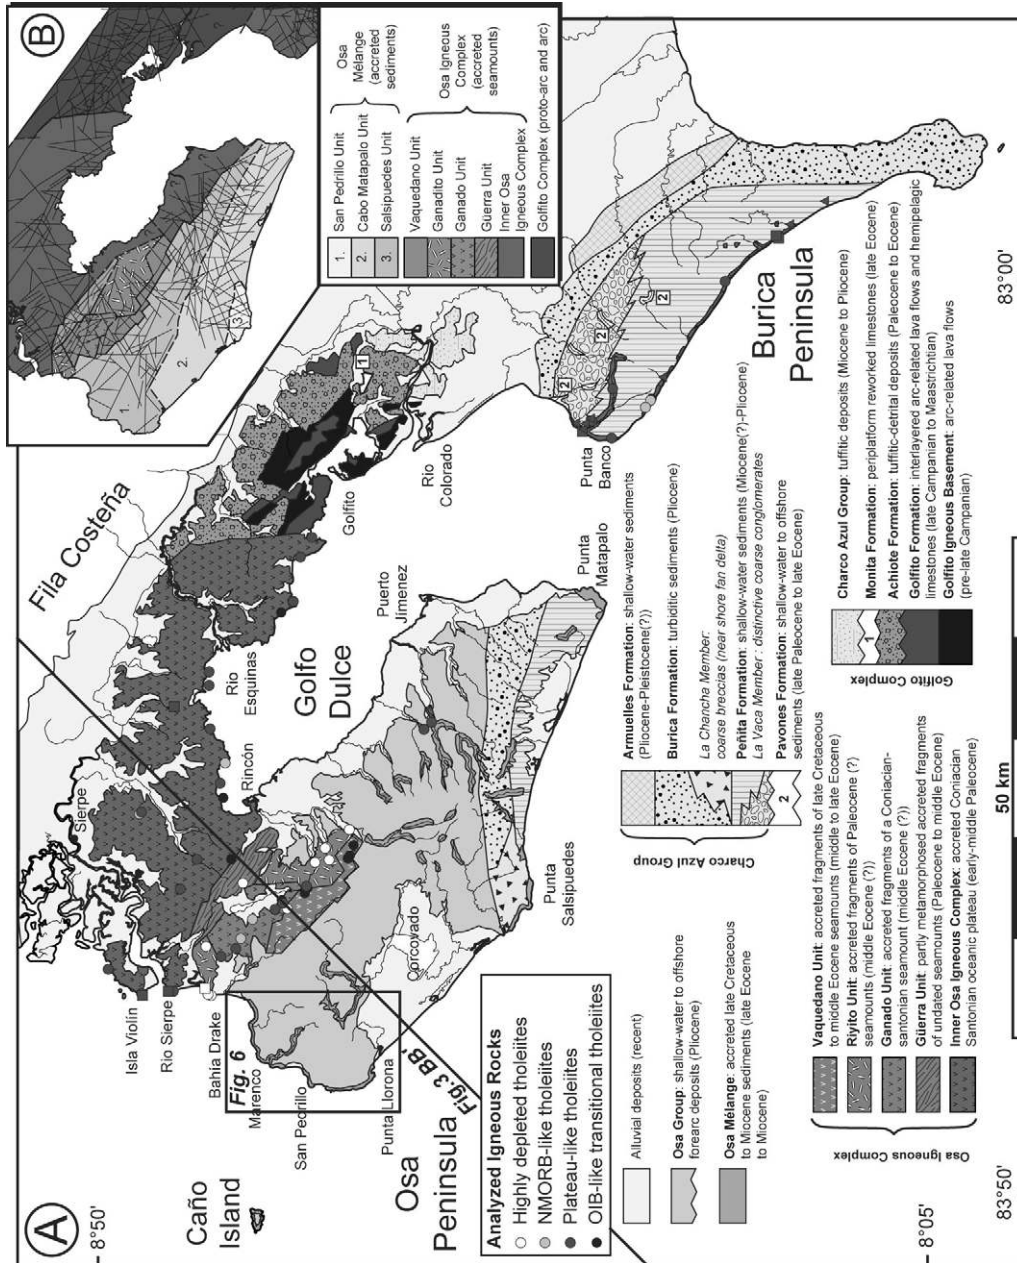 A
B
8°50'
8°05'
83°50'
83°00'
Fila Costeña
Caño
Island
Osa
Peninsula
Golfo
Dulce
Burica
Peninsula
Isla Violín
Rio Sierpe
Bahia Drake
Fig. 6
Marenco
San Pedrillo
Punta Llorona
Fig.3 BB'
Corcovado
Sierpe
Rincón
Rio
Esquinas
Golfito
Rio
Colorado
Puerto
Jimenez
Punta
Matapalo
Punta
Salsipuedes
Punta
Banco
1
2
2
2
1.
2.
3.
1. San Pedrillo Unit
2. Cabo Matapalo Unit
3. Salsipuedes Unit
Osa
Mélange
(accreted
sediments)
Vaquedano Unit
Ganadito Unit
Ganado Unit
Güerra Unit
Inner Osa
Igneous Complex
Osa Igneous
Complex
(accreted
seamounts)
Golfito Complex (proto-arc and arc)
Analyzed Igneous Rocks
Highly depleted tholeiites
NMORB-like tholeiites
Plateau-like tholeiites
OIB-like transitional tholeiites
Alluvial deposits (recent)
Osa Group: shallow-water to offshore
forearc deposits (Pliocene)
Osa Mélange: accreted late Cretaceous
to Miocene sediments (late Eocene
to Miocene)
Charco Azul Group
Armuelles Formation: shallow-water sediments
(Pliocene-Pleistocene(?))
Burica Formation: turbiditic sediments (Pliocene)
La Chancha Member:
coarse breccias (near shore fan delta)
Peñita Formation: shallow-water sediments (Miocene(?)-Pliocene)
La Vaca Member : distinctive coarse conglomerates
2
Pavones Formation: shallow-water to offshore
sediments (late Paleocene to late Eocene)
Osa Igneous Complex
Vaquedano Unit: accreted fragments of late Cretaceous
to middle Eocene seamounts (middle to late Eocene)
Riyito Unit: accreted fragments of Paleocene (?)
seamounts (middle Eocene (?))
Ganado Unit: accreted fragments of a Coniacian-
santonian seamount (middle Eocene (?))
Güerra Unit: partly metamorphosed accreted fragments
of undated seamounts (Paleocene to middle Eocene)
Inner Osa Igneous Complex: accreted Coniacian
Santonian oceanic plateau (early-middle Paleocene)
Golfito Complex
Charco Azul Group: tuffitic deposits (Miocene to Pliocene)
1
Monita Formation: periplatform reworked limestones (late Eocene)
Achiote Formation: tuffitic-detrital deposits (Paleocene to Eocene)
Golfito Formation: interlayered arc-related lava flows and hemipelagic
limestones (late Campanian to Maastrichtian)
Golfito Igneous Basement: arc-related lava flows
(pre-late Campanian)
50 km